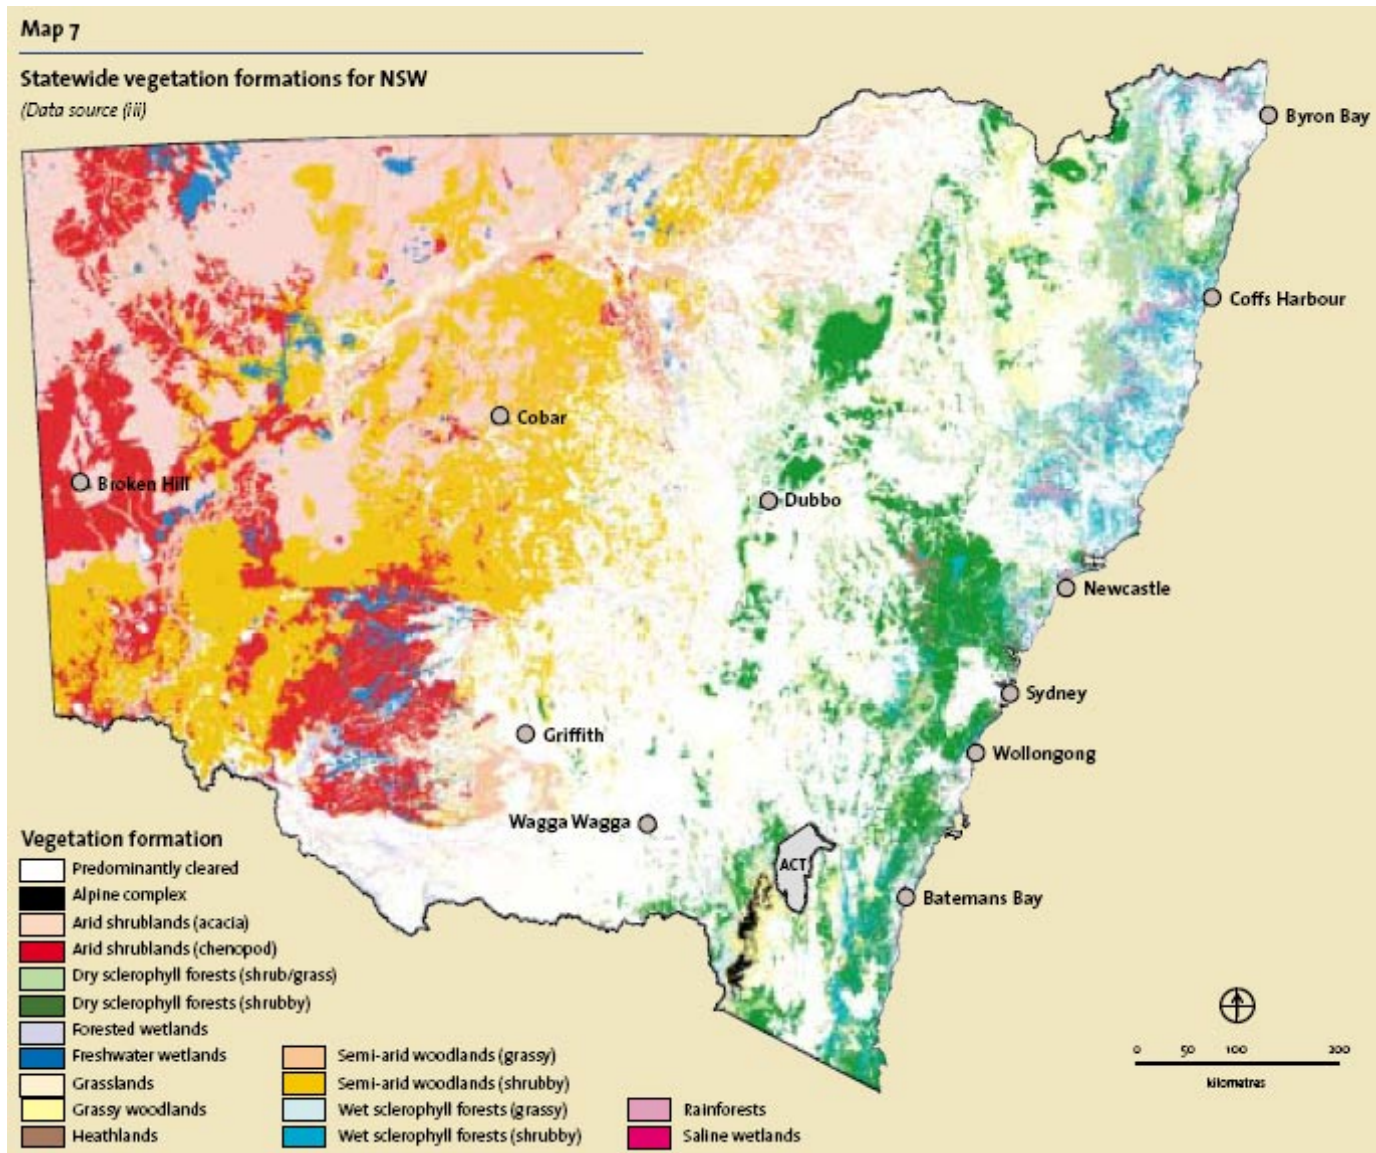 Map 7
Statewide vegetation formations for NSW
(Data source (iii)
Byron Bay
Coffs Harbour
Cobar
Broken Hill
Dubbo
Newcastle
Sydney
Griffith
Wollongong
Wagga Wagga
ACT
Batemans Bay
Vegetation formation
Predominantly cleared
Alpine complex
Arid shrublands (acacia)
Arid shrublands (chenopod)
Dry sclerophyll forests (shrub/grass)
Dry sclerophyll forests (shrubby)
Forested wetlands
Freshwater wetlands
Grasslands
Grassy woodlands
Heathlands
Semi-arid woodlands (grassy)
Semi-arid woodlands (shrubby)
Wet sclerophyll forests (grassy)
Wet sclerophyll forests (shrubby)
Rainforests
Saline wetlands
0 50 100 200
kilometres